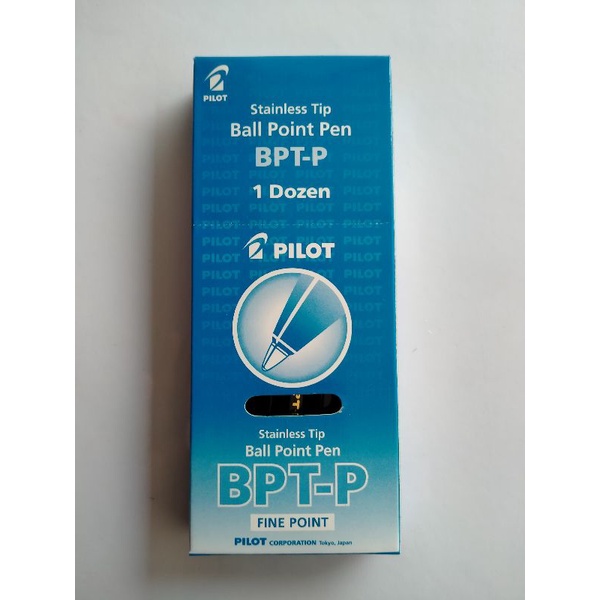 PILOT
Stainless Tip
Ball Point Pen
BPT-P
1 Dozen
PILOT
Stainless Tip
Ball Point Pen
BPT-P
FINE POINT
PILOT CORPORATION Tokyo, Japan